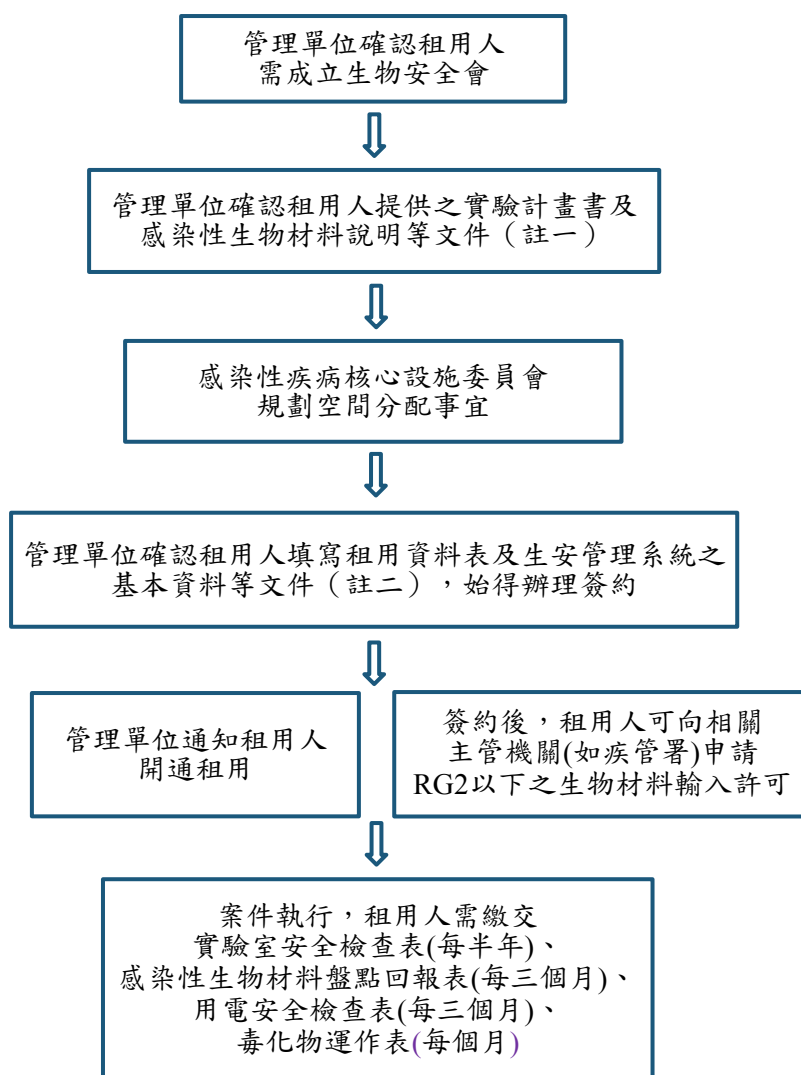 管理單位確認租用人
需成立生物安全會
管理單位確認租用人提供之實驗計畫書及
感染性生物材料說明等文件（註一）
感染性疾病核心設施委員會
規劃空間分配事宜
管理單位確認租用人填寫租用資料表及生安管理系統之
基本資料等文件（註二），始得辦理簽約
管理單位通知租用人
開通租用
簽約後，租用人可向相關
主管機關(如疾管署)申請
RG2以下之生物材料輸入許可
案件執行，租用人需繳交
實驗室安全檢查表(每半年)、
感染性生物材料盤點回報表(每三個月)、
用電安全檢查表(每三個月)、
毒化物運作表(每個月)